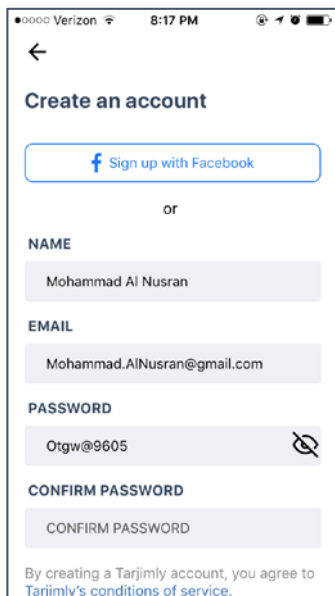 Verizon 8:17 PM
Create an account
Sign up with Facebook
or
NAME
Mohammad Al Nusran
EMAIL
Mohammad.AlNusran@gmail.com
PASSWORD
Otgw@9605
CONFIRM PASSWORD
CONFIRM PASSWORD
By creating a Tarjimly account, you agree to
Tarjimly's conditions of service.